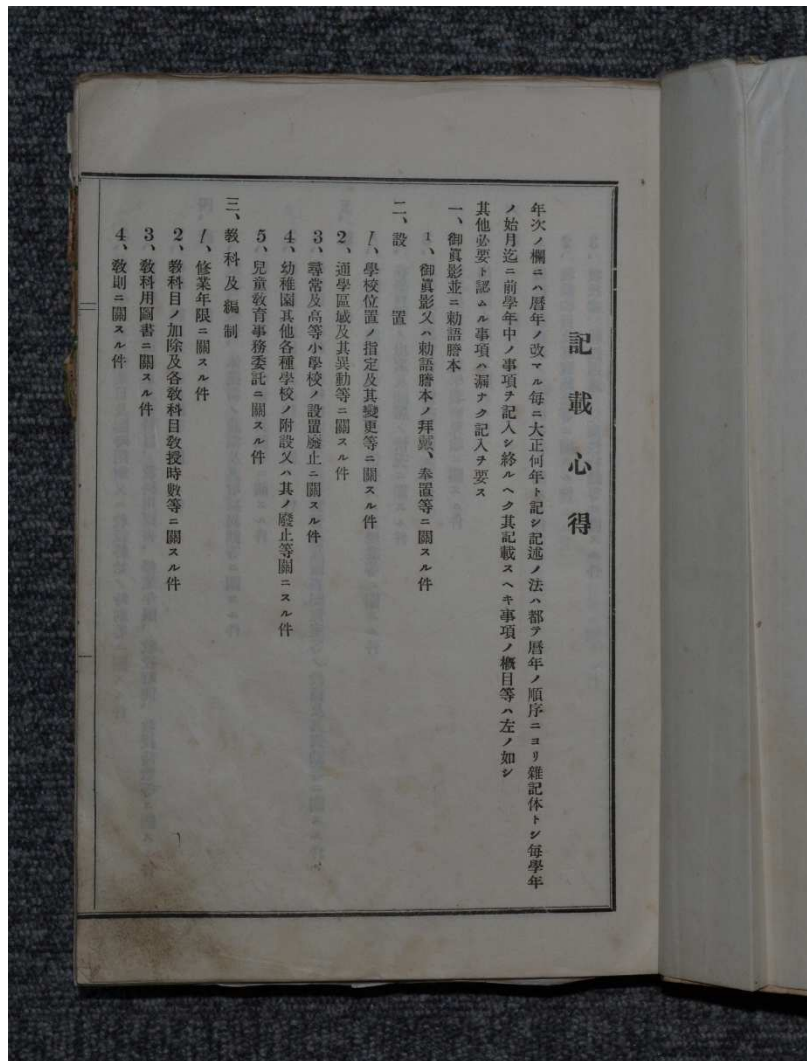 記載心得
年次ノ欄ニハ曆年ノ改マル每ニ大正何年ト記シ記述ノ法ハ都テ曆年ノ順序ニヨリ雜記体トシ每學年
ノ始月迄ニ前學年中ノ事項ヲ記入シ終ルヘク其記載スヘキ事項ノ概目等ハ左ノ如シ
其他必要ト認ムル事項ハ漏ナク記入ヲ要ス
一、御眞影並ニ勅語謄本
1、御眞影又ハ勅語謄本ノ拜戴、奉置等ニ關スル件
二、設置
1、學校位置ノ指定及其變更等ニ關スル件
2、通學區域及其異動等ニ關スル件
3、尋常及高等小學校ノ設置廢止ニ關スル件
4、幼稚園其他各種學校ノ附設又ハ其ノ廢止等關ニスル件
5、兒童敎育事務委託ニ關スル件
三、敎科及編制
1、修業年限ニ關スル件
2、敎科目ノ加除及各敎科目敎授時數等ニ關スル件
3、敎科用圖書ニ關スル件
4、敎則ニ關スル件